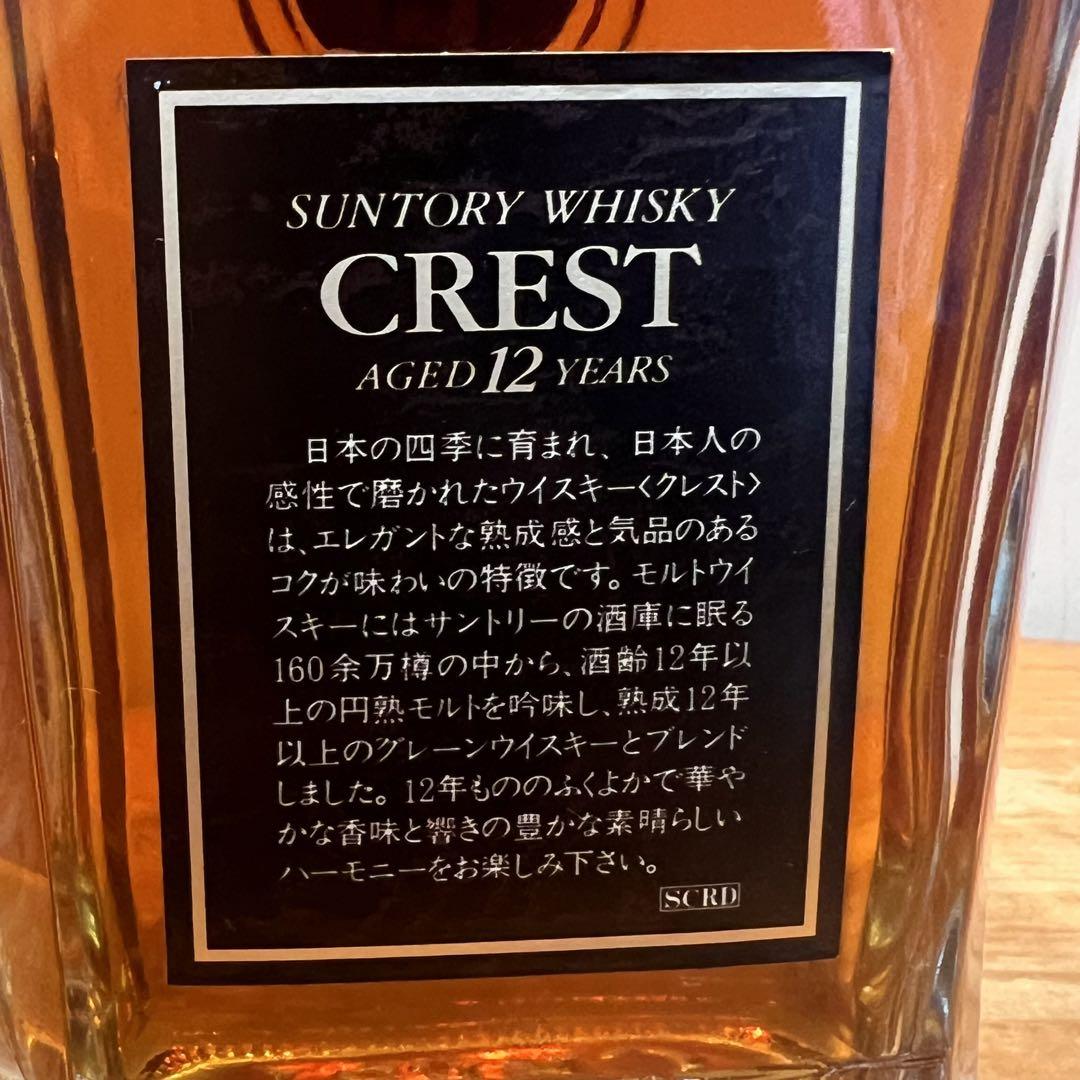 SUNTORY WHISKY
CREST
AGED 12 YEARS
日本の四季に育まれ、日本人の
感性で磨かれたウイスキー〈クレスト〉
は、エレガントな熟成感と気品のある
コクが味わいの特徴です。モルトウイ
スキーにはサントリーの酒庫に眠る
160余万樽の中から、酒齢12年以
上の円熟モルトを吟味し、熟成12年
以上のグレーンウイスキーとブレンド
しました。12年もののふくよかで華や
かな香味と響きの豊かな素晴らしい
ハーモニーをお楽しみ下さい。
SCRD